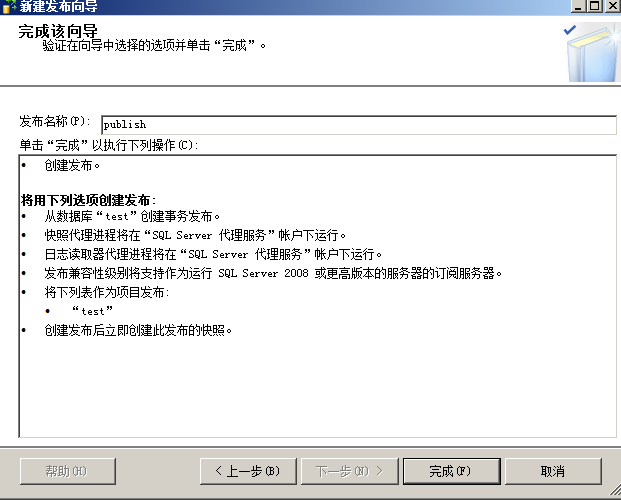 新建发布向导
完成该向导
验证在向导中选择的选项并单击“完成”。
发布名称(P):
publish
单击“完成”以执行下列操作(C):
• 创建发布。
将用下列选项创建发布:
• 从数据库“test”创建事务发布。
• 快照代理进程将在“SQL Server 代理服务”帐户下运行。
• 日志读取器代理进程将在“SQL Server 代理服务”帐户下运行。
• 发布兼容性级别将支持作为运行 SQL Server 2008 或更高版本的服务器的订阅服务器。
• 将下列表作为项目发布:
• “test”
• 创建发布后立即创建此发布的快照。
帮助(H)
< 上一步(B)
下一步(N) >
完成(F)
取消